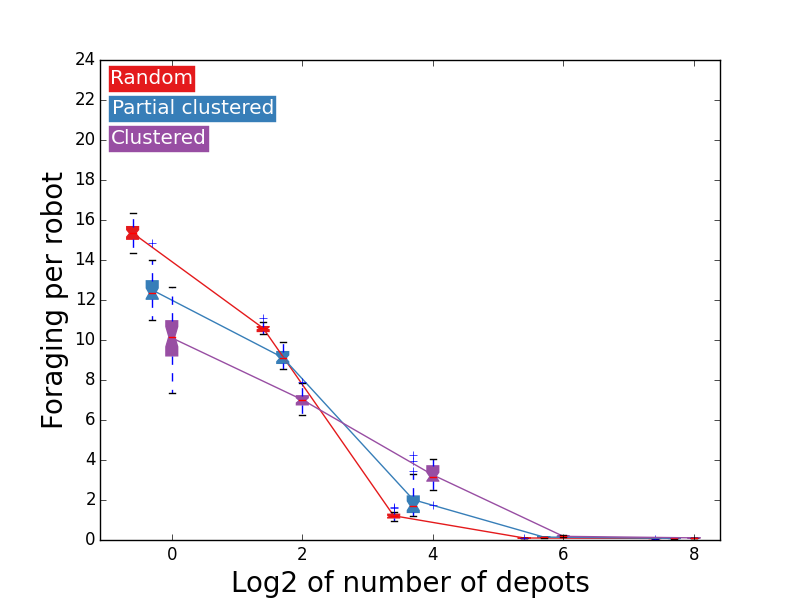 24
22
20
18
16
14
12
10
8
6
4
2
0
Random
Partial clustered
Clustered
Foraging per robot
0 2 4 6 8
Log2 of number of depots